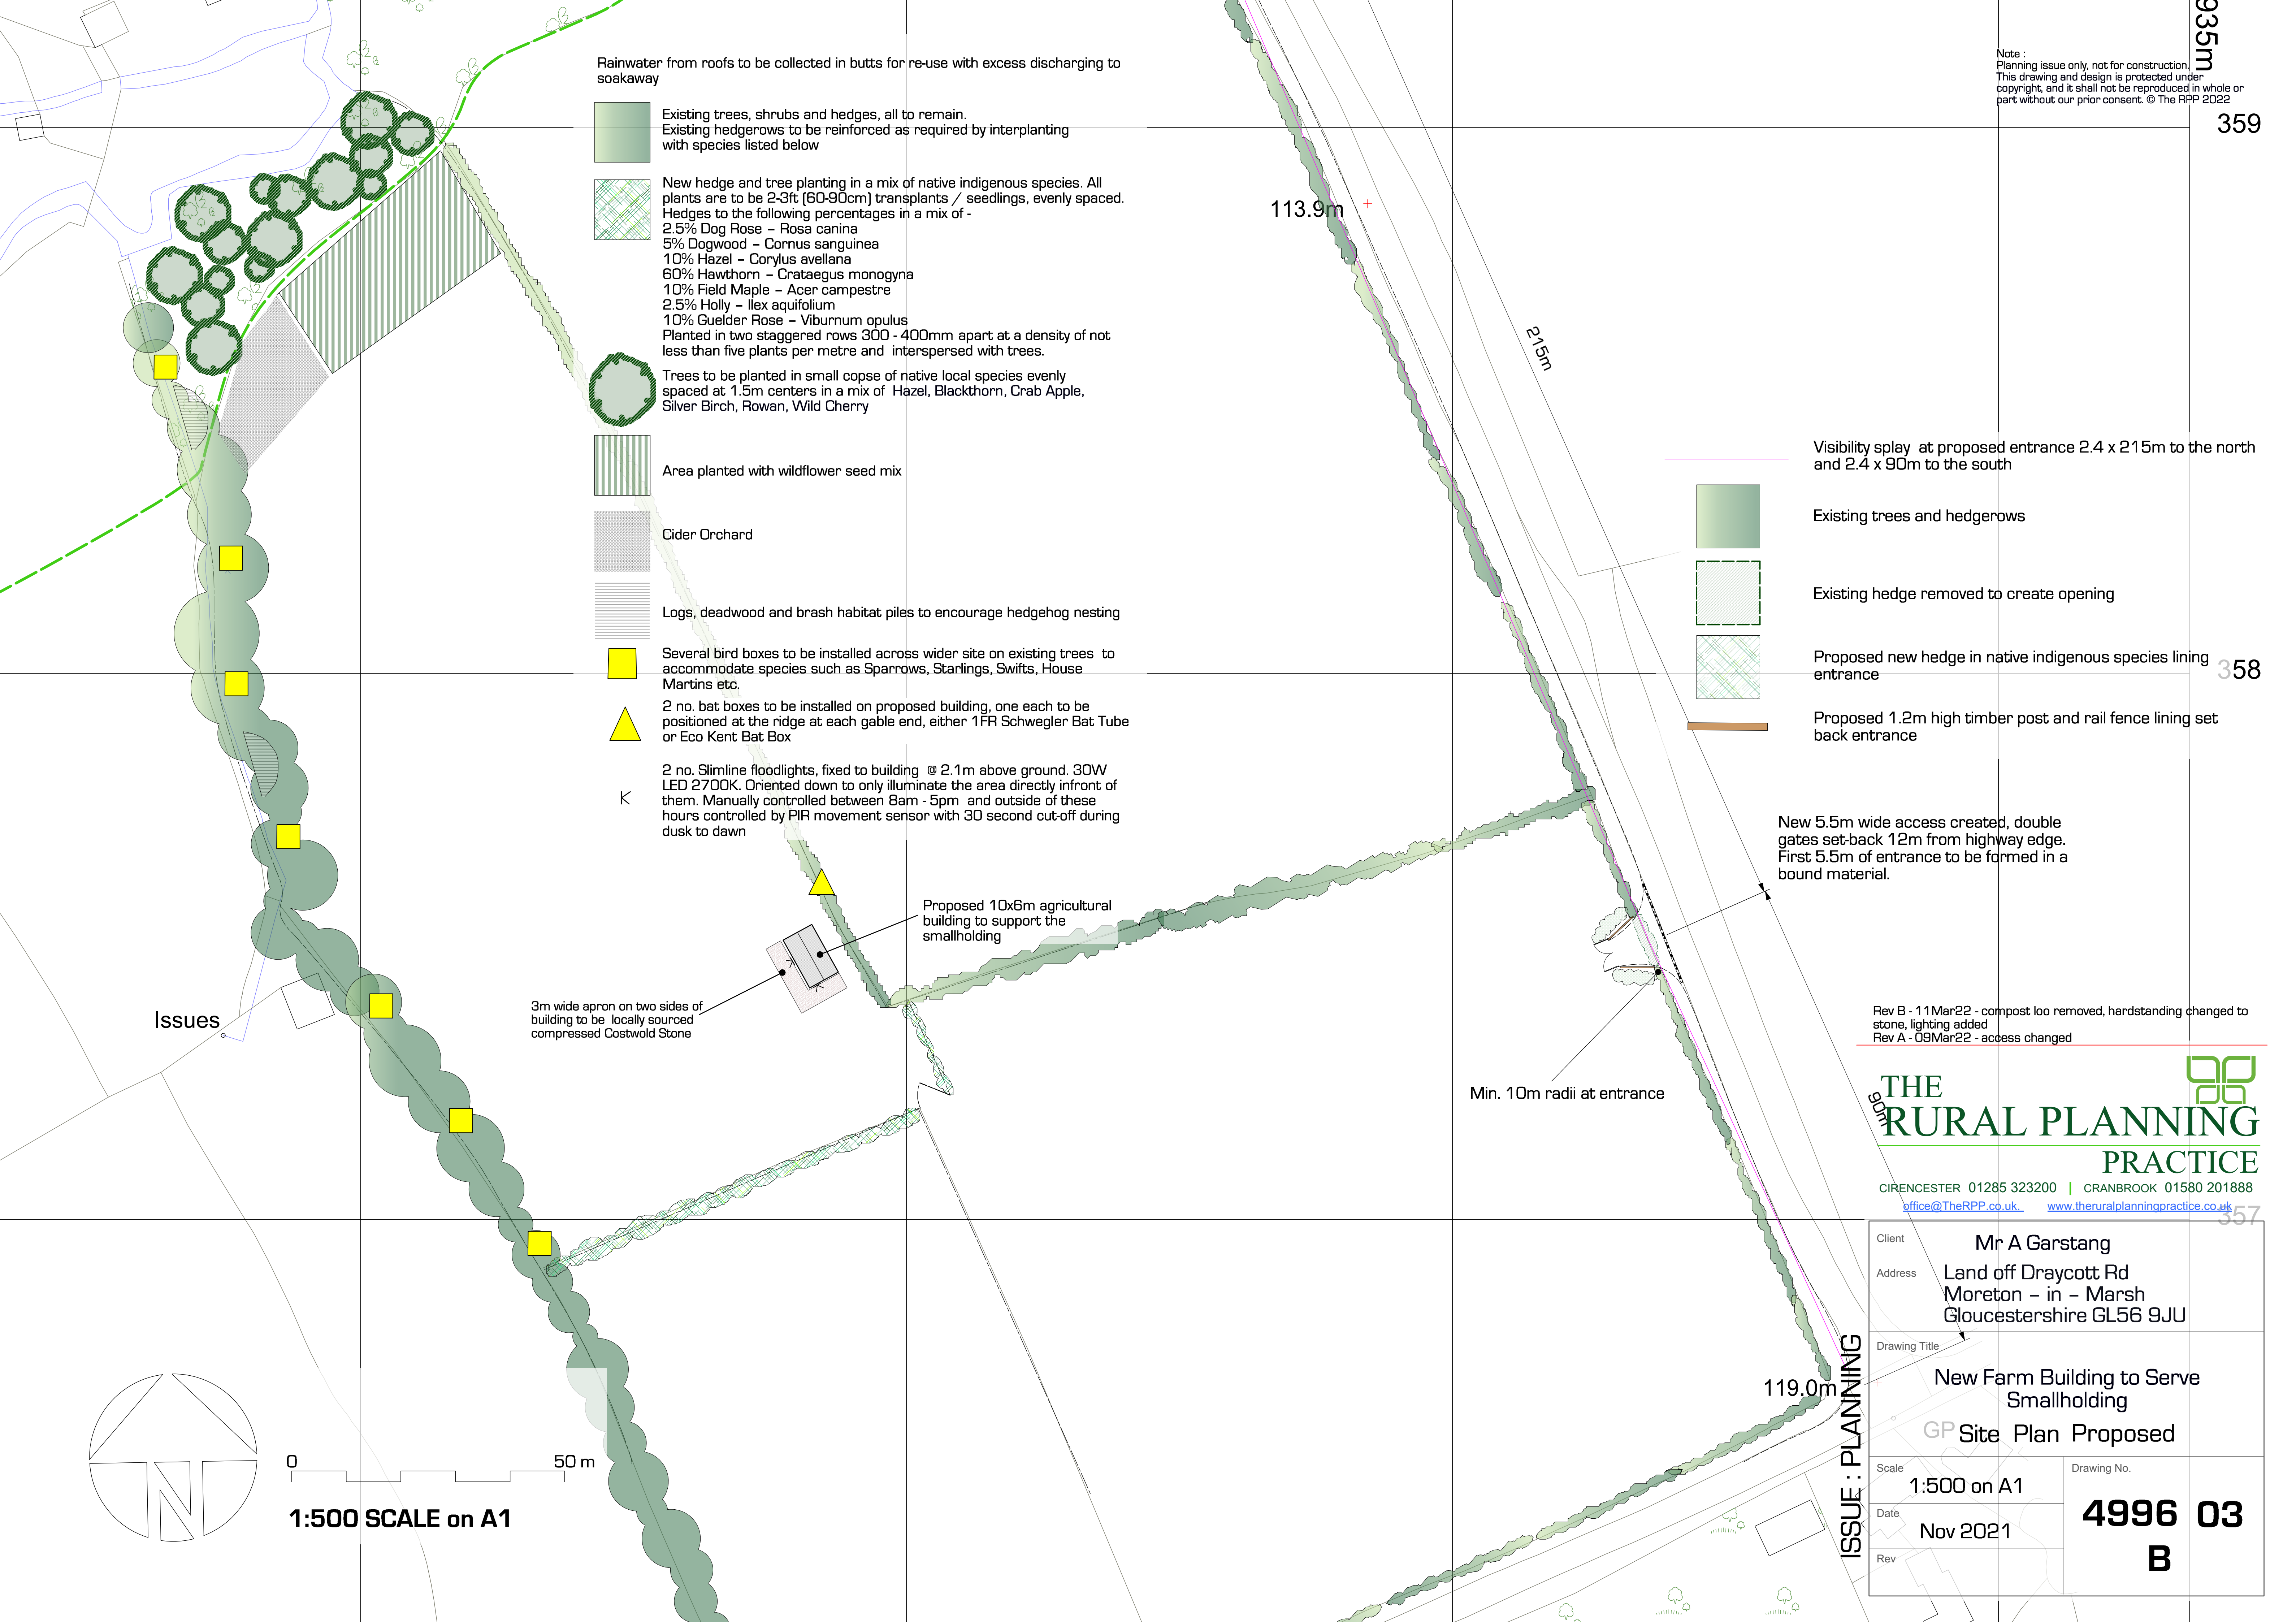 Rainwater from roofs to be collected in butts for re-use with excess discharging to
soakaway
Existing trees, shrubs and hedges, all to remain.
Existing hedgerows to be reinforced as required by interplanting
with species listed below
New hedge and tree planting in a mix of native indigenous species. All
plants are to be 2-3ft [60-90cm] transplants / seedlings, evenly spaced.
Hedges to the following percentages in a mix of -
2.5% Dog Rose – Rosa canina
5% Dogwood – Cornus sanguinea
10% Hazel – Corylus avellana
60% Hawthorn – Crataegus monogyna
10% Field Maple – Acer campestre
2.5% Holly – Ilex aquifolium
10% Guelder Rose – Viburnum opulus
Planted in two staggered rows 300 - 400mm apart at a density of not
less than five plants per metre and interspersed with trees.
Trees to be planted in small copse of native local species evenly
spaced at 1.5m centers in a mix of Hazel, Blackthorn, Crab Apple,
Silver Birch, Rowan, Wild Cherry
Area planted with wildflower seed mix
Cider Orchard
Logs, deadwood and brash habitat piles to encourage hedgehog nesting
Several bird boxes to be installed across wider site on existing trees to
accommodate species such as Sparrows, Starlings, Swifts, House
Martins etc.
2 no. bat boxes to be installed on proposed building, one each to be
positioned at the ridge at each gable end, either 1FR Schwegler Bat Tube
or Eco Kent Bat Box
2 no. Slimline floodlights, fixed to building @ 2.1m above ground. 30W
LED 2700K. Oriented down to only illuminate the area directly infront of
them. Manually controlled between 8am - 5pm and outside of these
hours controlled by PIR movement sensor with 30 second cut-off during
dusk to dawn
Proposed 10x6m agricultural
building to support the
smallholding
3m wide apron on two sides of
building to be locally sourced
compressed Costwold Stone
Issues
0 50 m
1:500 SCALE on A1
N
113.9m
215m
935m
Note :
Planning issue only, not for construction.
This drawing and design is protected under
copyright, and it shall not be reproduced in whole or
part without our prior consent. © The RPP 2022
359
Visibility splay at proposed entrance 2.4 x 215m to the north
and 2.4 x 90m to the south
Existing trees and hedgerows
Existing hedge removed to create opening
Proposed new hedge in native indigenous species lining
entrance
358
Proposed 1.2m high timber post and rail fence lining set
back entrance
New 5.5m wide access created, double
gates set-back 12m from highway edge.
First 5.5m of entrance to be formed in a
bound material.
Min. 10m radii at entrance
Rev B - 11Mar22 - compost loo removed, hardstanding changed to
stone, lighting added
Rev A - 09Mar22 - access changed
90m
THE
RURAL PLANNING
PRACTICE
CIRENCESTER 01285 323200 | CRANBROOK 01580 201888
office@TheRPP.co.uk. www.theruralplanningpractice.co.uk
357
Client Mr A Garstang
Address Land off Draycott Rd
Moreton – in – Marsh
Gloucestershire GL56 9JU
Drawing Title
New Farm Building to Serve
Smallholding
GP Site Plan Proposed
Scale 1:500 on A1
Date Nov 2021
Rev
Drawing No.
4996 03
B
119.0m
ISSUE : PLANNING